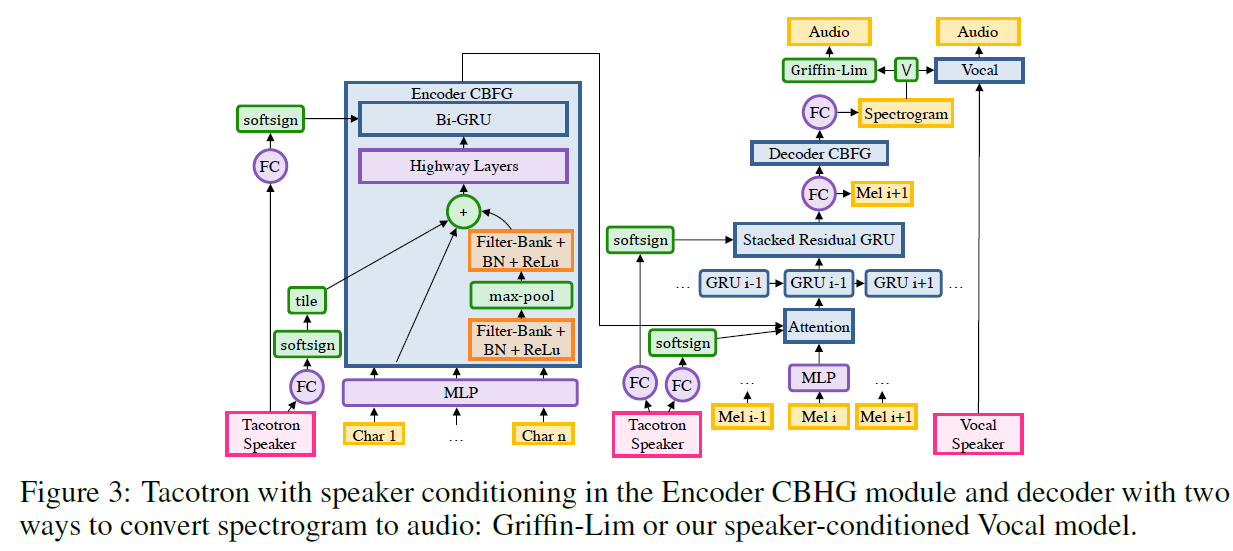 Audio
Audio
Griffin-Lim
V
Vocal
Encoder CBFG
softsign
Bi-GRU
FC
Spectrogram
FC
Highway Layers
Decoder CBFG
FC
Mel i+1
+
softsign
Stacked Residual GRU
Filter-Bank +
BN + ReLu
... GRU i-1
GRU i-1
GRU i+1 ...
tile
max-pool
softsign
Filter-Bank +
BN + ReLu
softsign
Attention
FC
MLP
FC
FC
MLP
...
...
Tacotron
Speaker
Char 1
...
Char n
Tacotron
Speaker
Mel i-1
Mel i
Mel i+1
Vocal
Speaker
Figure 3: Tacotron with speaker conditioning in the Encoder CBHG module and decoder with two
ways to convert spectrogram to audio: Griffin-Lim or our speaker-conditioned Vocal model.